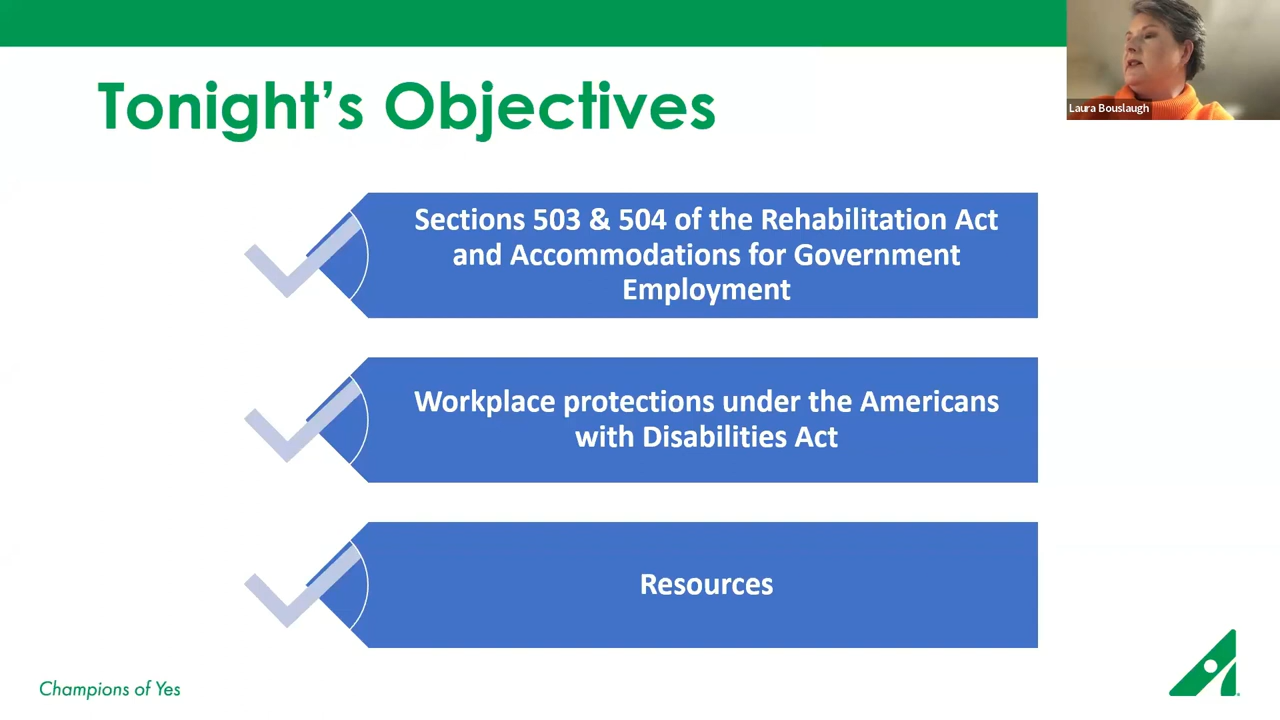 Tonight's Objectives
Laura Bouslaugh
Sections 503 & 504 of the Rehabilitation Act
and Accommodations for Government
Employment
Workplace protections under the Americans
with Disabilities Act
Resources
Champions of Yes